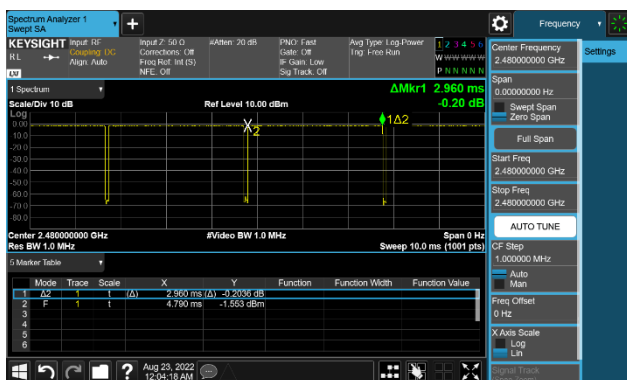 Spectrum Analyzer 1
Swept SA
Frequency
KEYSIGHT
RL
Input: RF
Coupling: DC
Align: Auto
Input Z: 50 Ω
Corrections: Off
Freq Ref: Int (S)
NFE: Off
#Atten: 20 dB
PNO: Fast
Gate: Off
IF Gain: Low
Sig Track: Off
Avg Type: Log-Power
Trig: Free Run
1 2 3 4 5 6
W W W W W W
P N N N N N
Center Frequency
2.480000000 GHz
Settings
Span
0.00000000 Hz
Swept Span
Zero Span
Full Span
Start Freq
2.480000000 GHz
Stop Freq
2.480000000 GHz
AUTO TUNE
CF Step
1.000000 MHz
Auto
Man
Freq Offset
0 Hz
X Axis Scale
Log
Lin
Signal Track
LXI
1 Spectrum
ΔMkr1 2.960 ms
Scale/Div 10 dB
Ref Level 10.00 dBm
-0.20 dB
Log
1Δ2
0.00
X2
-10.0
-20.0
-30.0
-40.0
-50.0
-60.0
-70.0
-80.0
Center 2.480000000 GHz
#Video BW 1.0 MHz
Span 0 Hz
Res BW 1.0 MHz
Sweep 10.0 ms (1001 pts)
5 Marker Table
Mode Trace Scale X Y Function Function Width Function Value
1 Δ2 1 t (Δ) 2.960 ms (Δ) -0.2036 dB
2 F 1 t 4.790 ms -1.553 dBm
3
4
5
6
?
Aug 23, 2022
12:04:18 AM